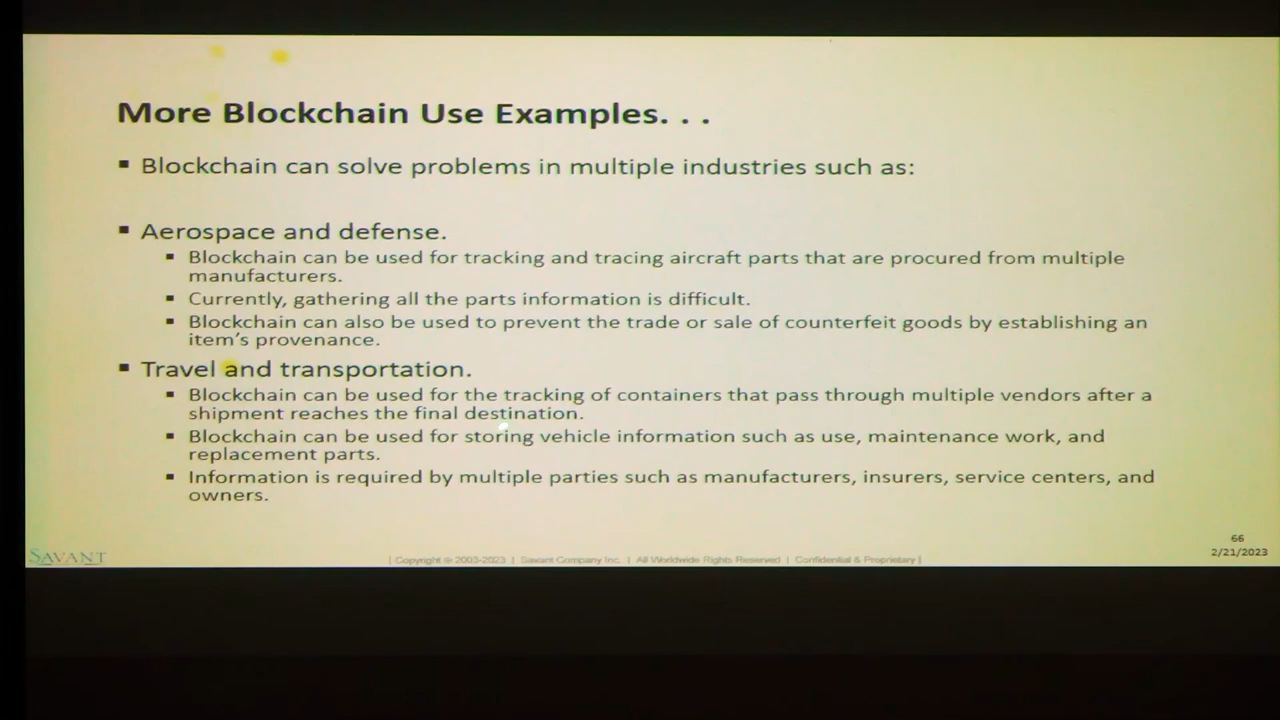 More Blockchain Use Examples. . .
▪ Blockchain can solve problems in multiple industries such as:
▪ Aerospace and defense.
▪ Blockchain can be used for tracking and tracing aircraft parts that are procured from multiple
manufacturers.
▪ Currently, gathering all the parts information is difficult.
▪ Blockchain can also be used to prevent the trade or sale of counterfeit goods by establishing an
item's provenance.
▪ Travel and transportation.
▪ Blockchain can be used for the tracking of containers that pass through multiple vendors after a
shipment reaches the final destination.
▪ Blockchain can be used for storing vehicle information such as use, maintenance work, and
replacement parts.
▪ Information is required by multiple parties such as manufacturers, insurers, service centers, and
owners.
66
2/21/2023
SAVANT
| Copyright © 2003-2023 | Savant Company Inc. | All Worldwide Rights Reserved | Confidential & Proprietary |